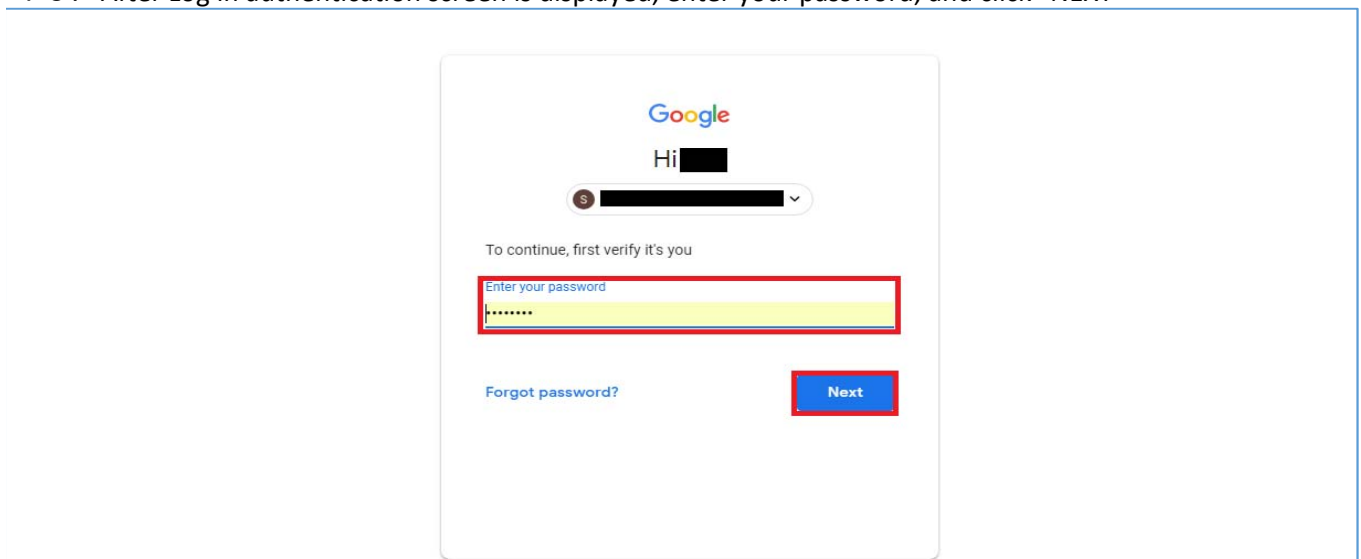 After Log in authentication screen is displayed, enter your password, and click "NEXT"
Google
Hi
S
To continue, first verify it's you
Enter your password
••••••••
Forgot password?
Next